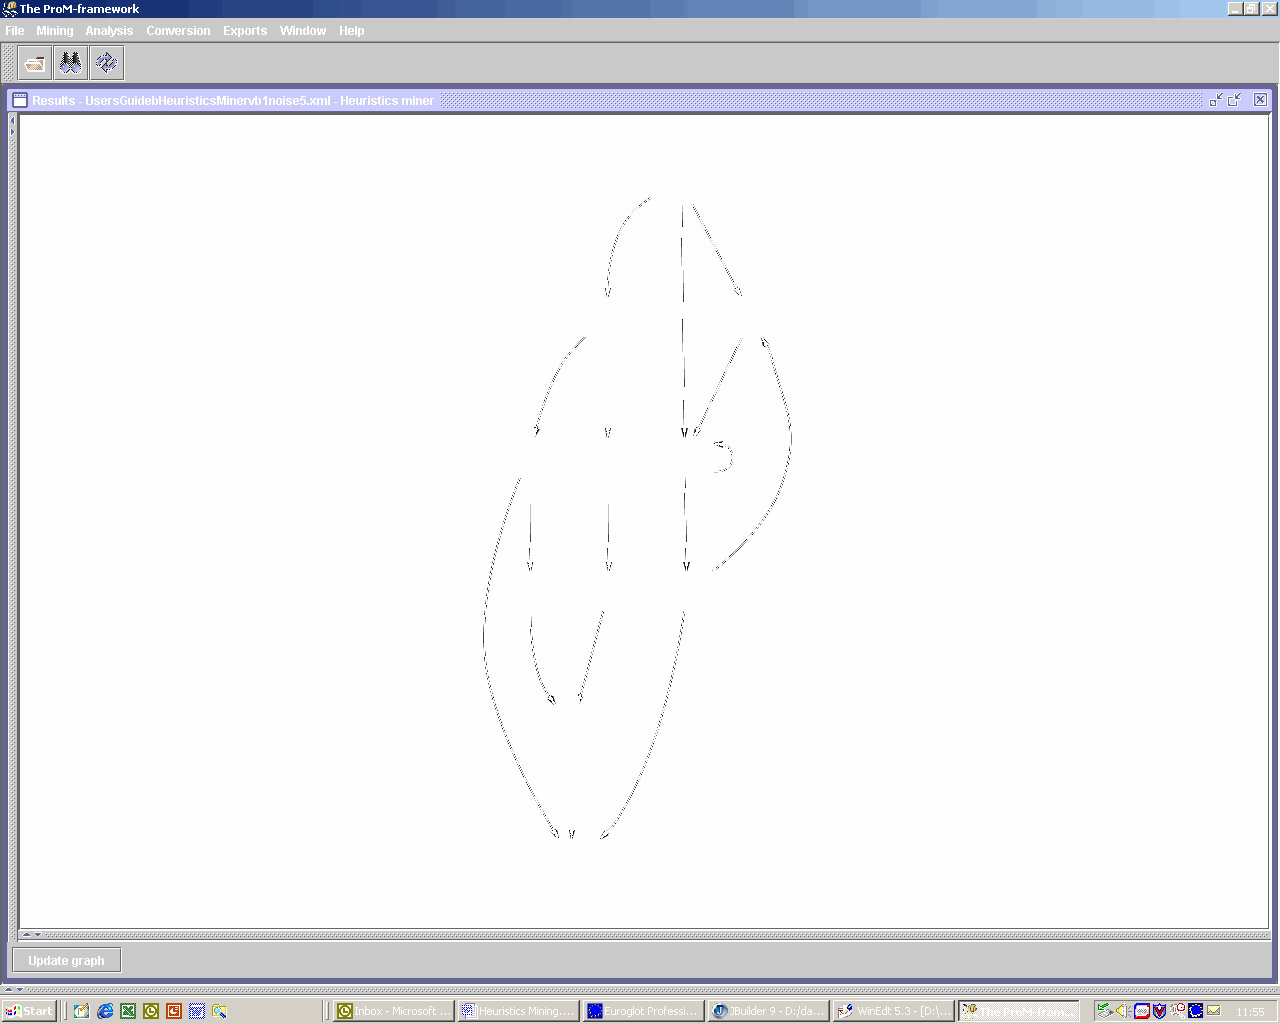 The ProM-framework
File Mining Analysis Conversion Exports Window Help
Results - UsersGuidebHeuristicsMinervb1noise5.xml - Heuristics miner
Update graph
Start Inbox - Microsoft ... Heuristics Mining.... Euroglot Professi... JBuilder 9 - D:/da... WinEdt 5.3 - [D:\... The ProM-fram... 11:55